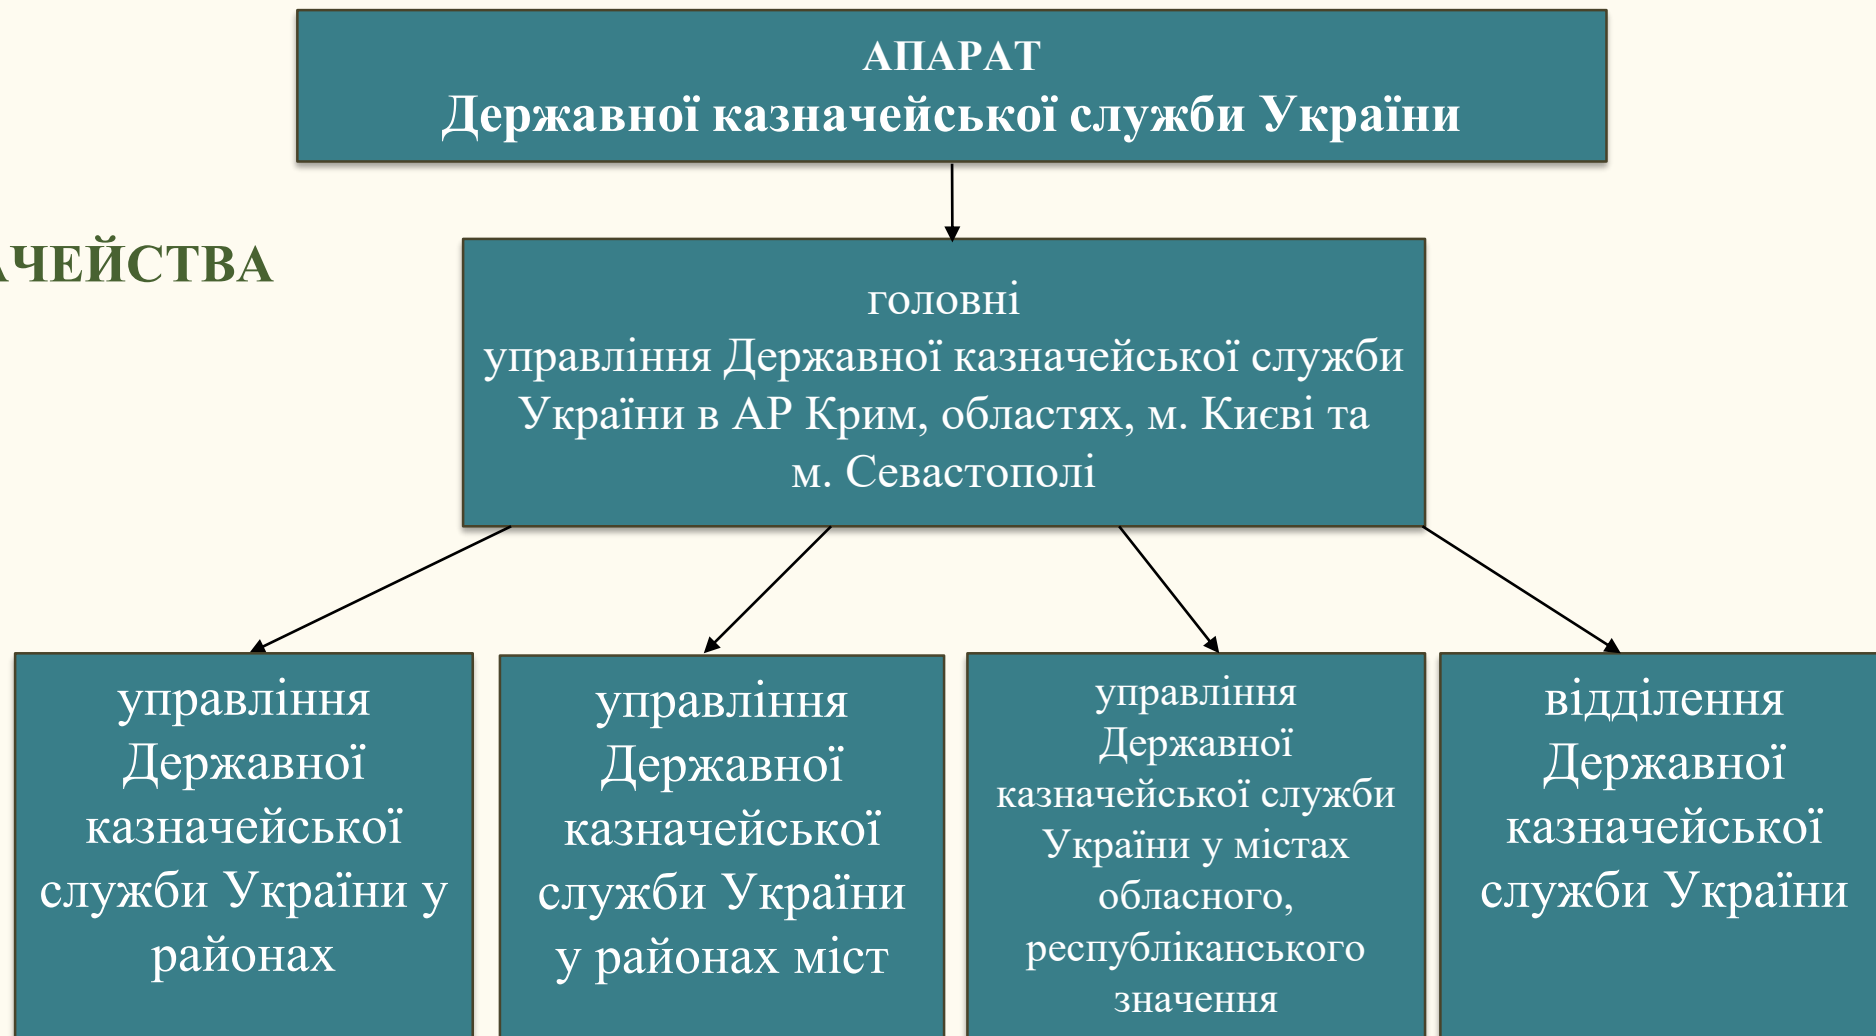 АПАРАТ
Державної казначейської служби України
АЧЕЙСТВА
головні
управління Державної казначейської служби
України в АР Крим, областях, м. Києві та
м. Севастополі
управління
Державної
казначейської
служби України у
районах
управління
Державної
казначейської
служби України
у районах міст
управління
Державної
казначейської служби
України у містах
обласного,
республіканського
значення
відділення
Державної
казначейської
служби України